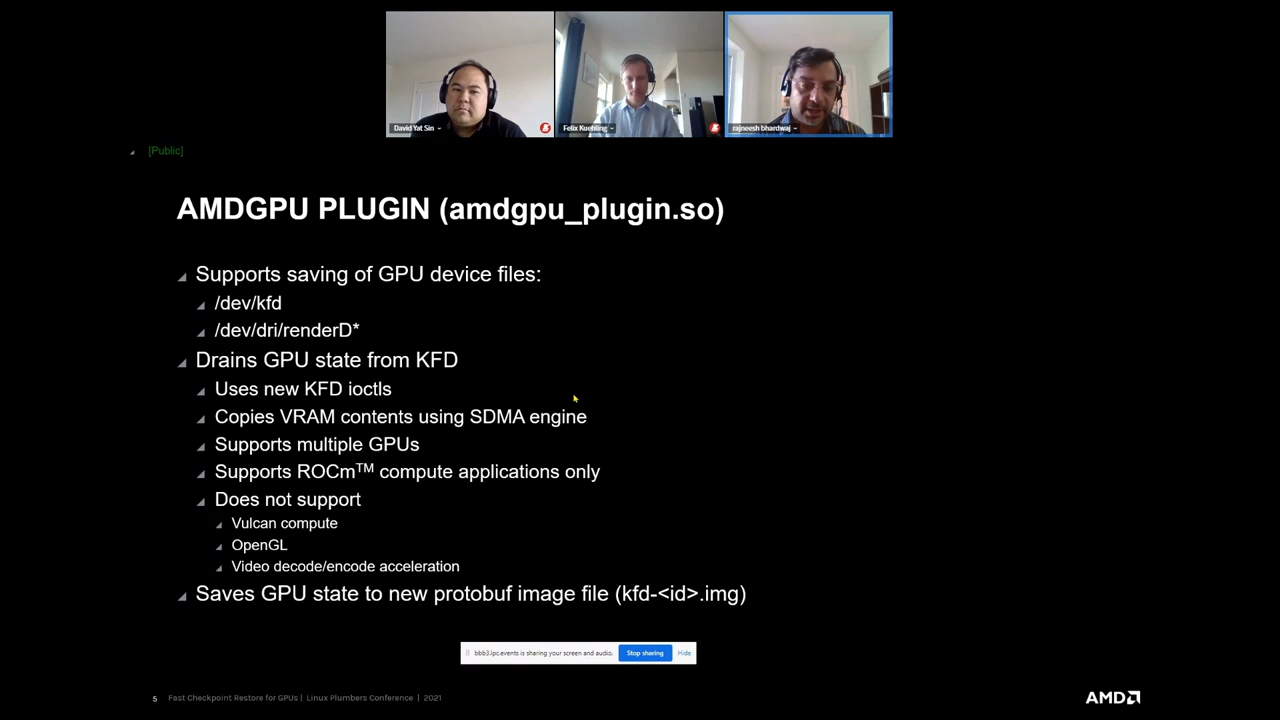 David Yat Sin
Felix Kuehling
rajneesh bhardwaj
[Public]
AMDGPU PLUGIN (amdgpu_plugin.so)
Supports saving of GPU device files:
/dev/kfd
/dev/dri/renderD*
Drains GPU state from KFD
Uses new KFD ioctls
Copies VRAM contents using SDMA engine
Supports multiple GPUs
Supports ROCm™ compute applications only
Does not support
Vulcan compute
OpenGL
Video decode/encode acceleration
Saves GPU state to new protobuf image file (kfd-<id>.img)
bbb3.lpc.events is sharing your screen and audio. Stop sharing Hide
5 Fast Checkpoint Restore for GPUs | Linux Plumbers Conference | 2021
AMD